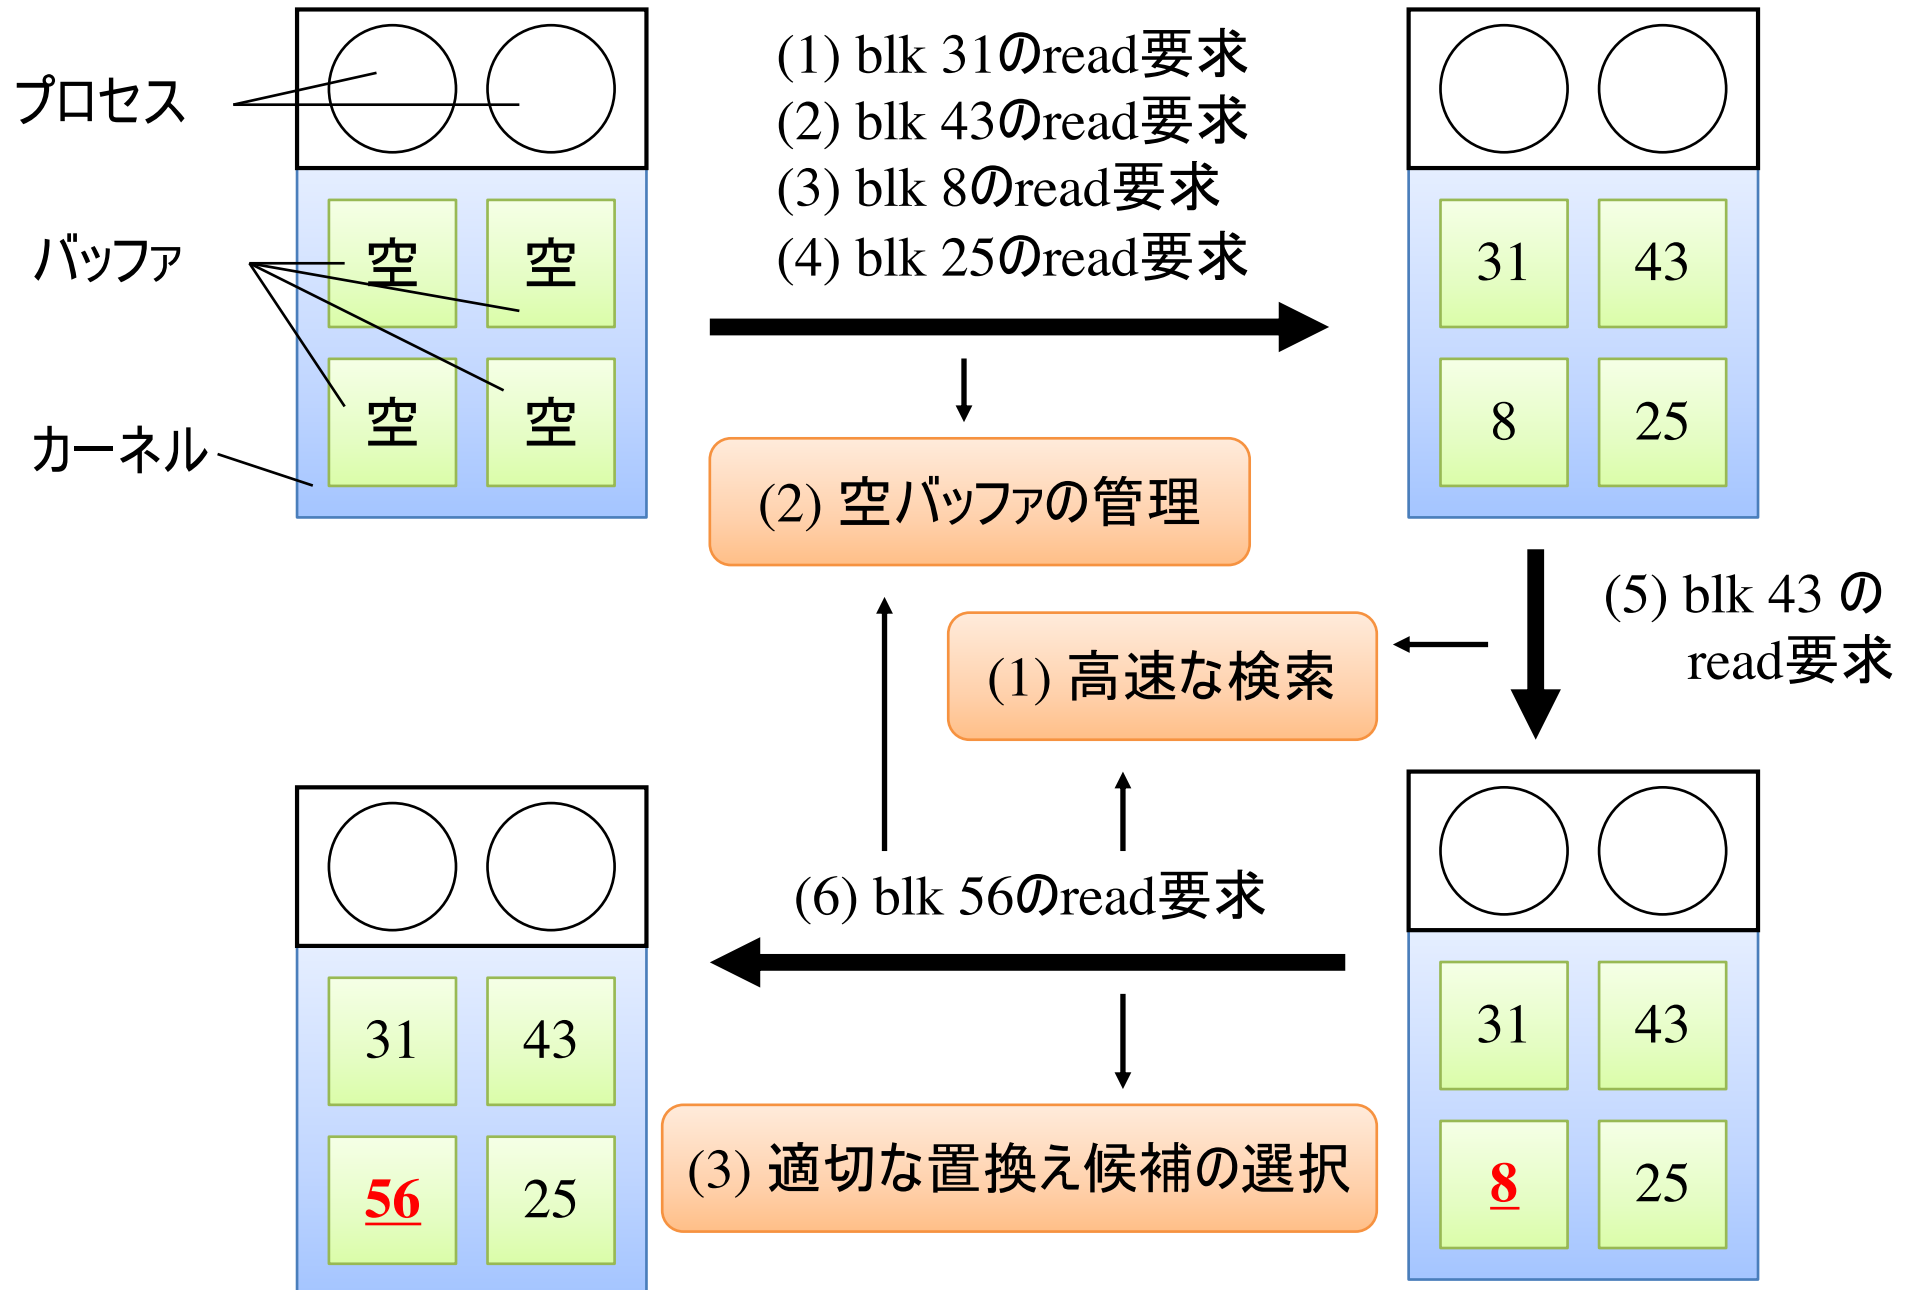 プロセス
バッファ
カーネル
空
空
空
空
(1) blk 31のread要求
(2) blk 43のread要求
(3) blk 8のread要求
(4) blk 25のread要求
31
43
8
25
(2) 空バッファの管理
(1) 高速な検索
(5) blk 43 の
read要求
(6) blk 56のread要求
31
43
56
25
(3) 適切な置換え候補の選択
31
43
8
25